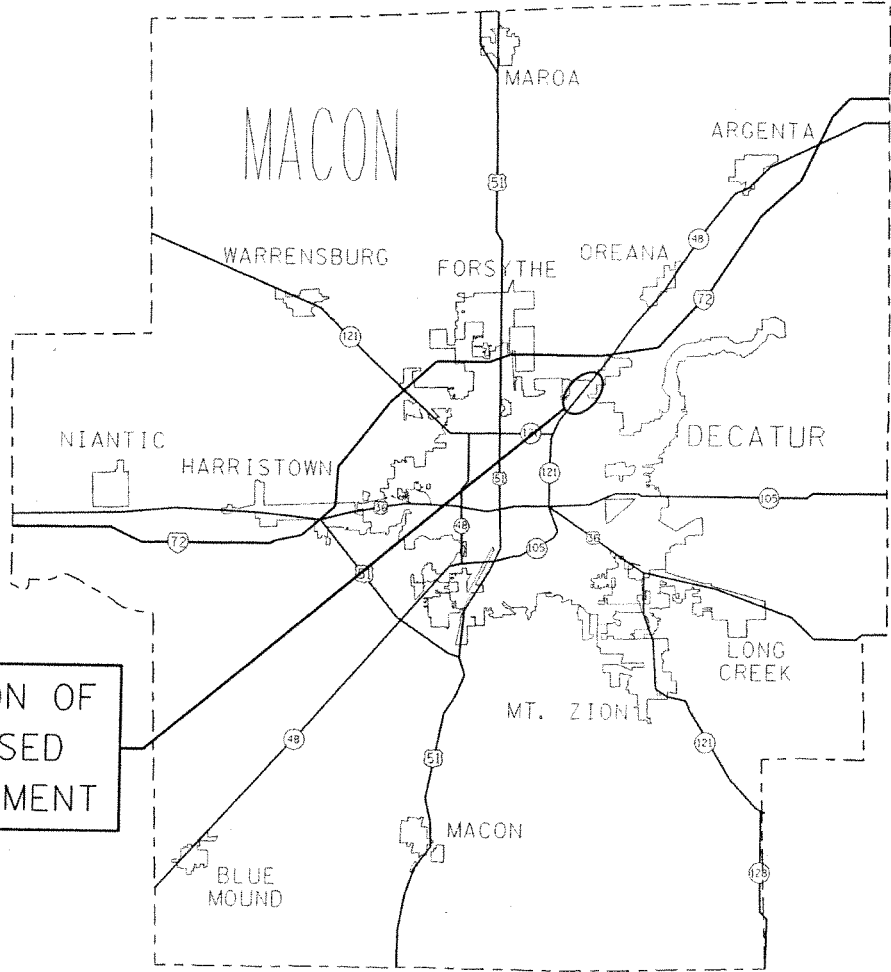 MAROA
MACON
ARGENTA
51
48
WARRENSBURG
FORSYTHE
OREANA
72
121
NIANTIC
DECATUR
HARRISTOWN
121
51
36
48
105
72
51
105
36
LONG
CREEK
ON OF
SED
MENT
MT. ZION
48
51
121
MACON
BLUE
MOUND
128